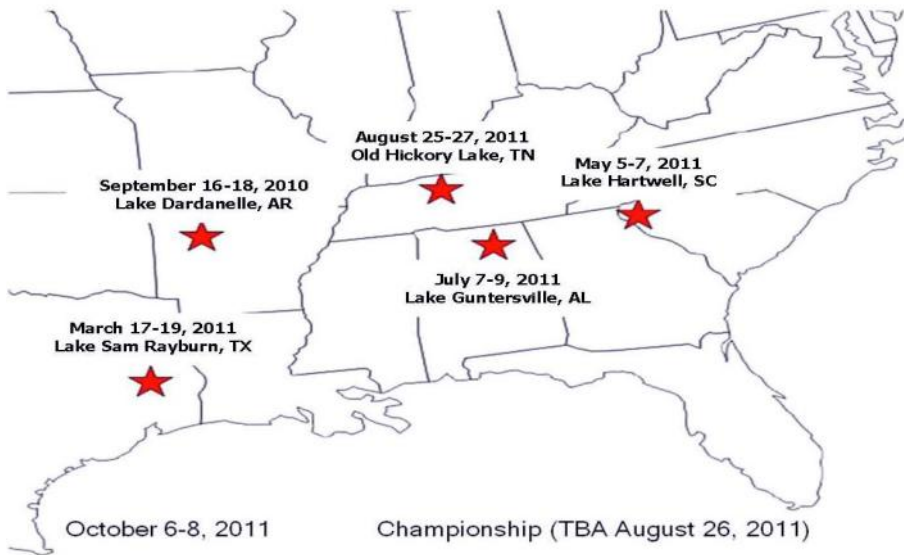 August 25-27, 2011
Old Hickory Lake, TN
May 5-7, 2011
Lake Hartwell, SC
September 16-18, 2010
Lake Dardanelle, AR
July 7-9, 2011
Lake Guntersville, AL
March 17-19, 2011
Lake Sam Rayburn, TX
October 6-8, 2011
Championship (TBA August 26, 2011)